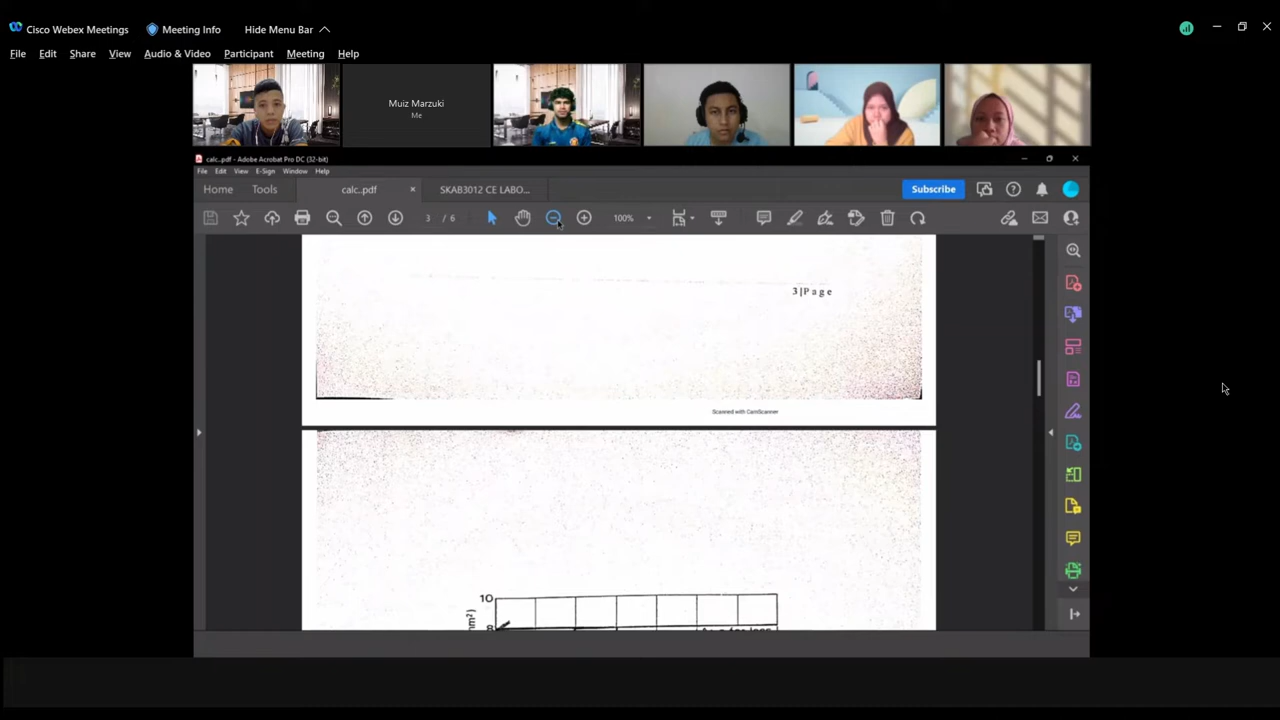 Cisco Webex Meetings
Meeting Info
Hide Menu Bar
File Edit Share View Audio & Video Participant Meeting Help
Muiz Marzuki
Me
calc..pdf - Adobe Acrobat Pro DC (32-bit)
File Edit View E-Sign Window Help
Home Tools calc..pdf SKAB3012 CE LABO...
Subscribe
3 / 6 100%
3|Page
Scanned with CamScanner
10
8